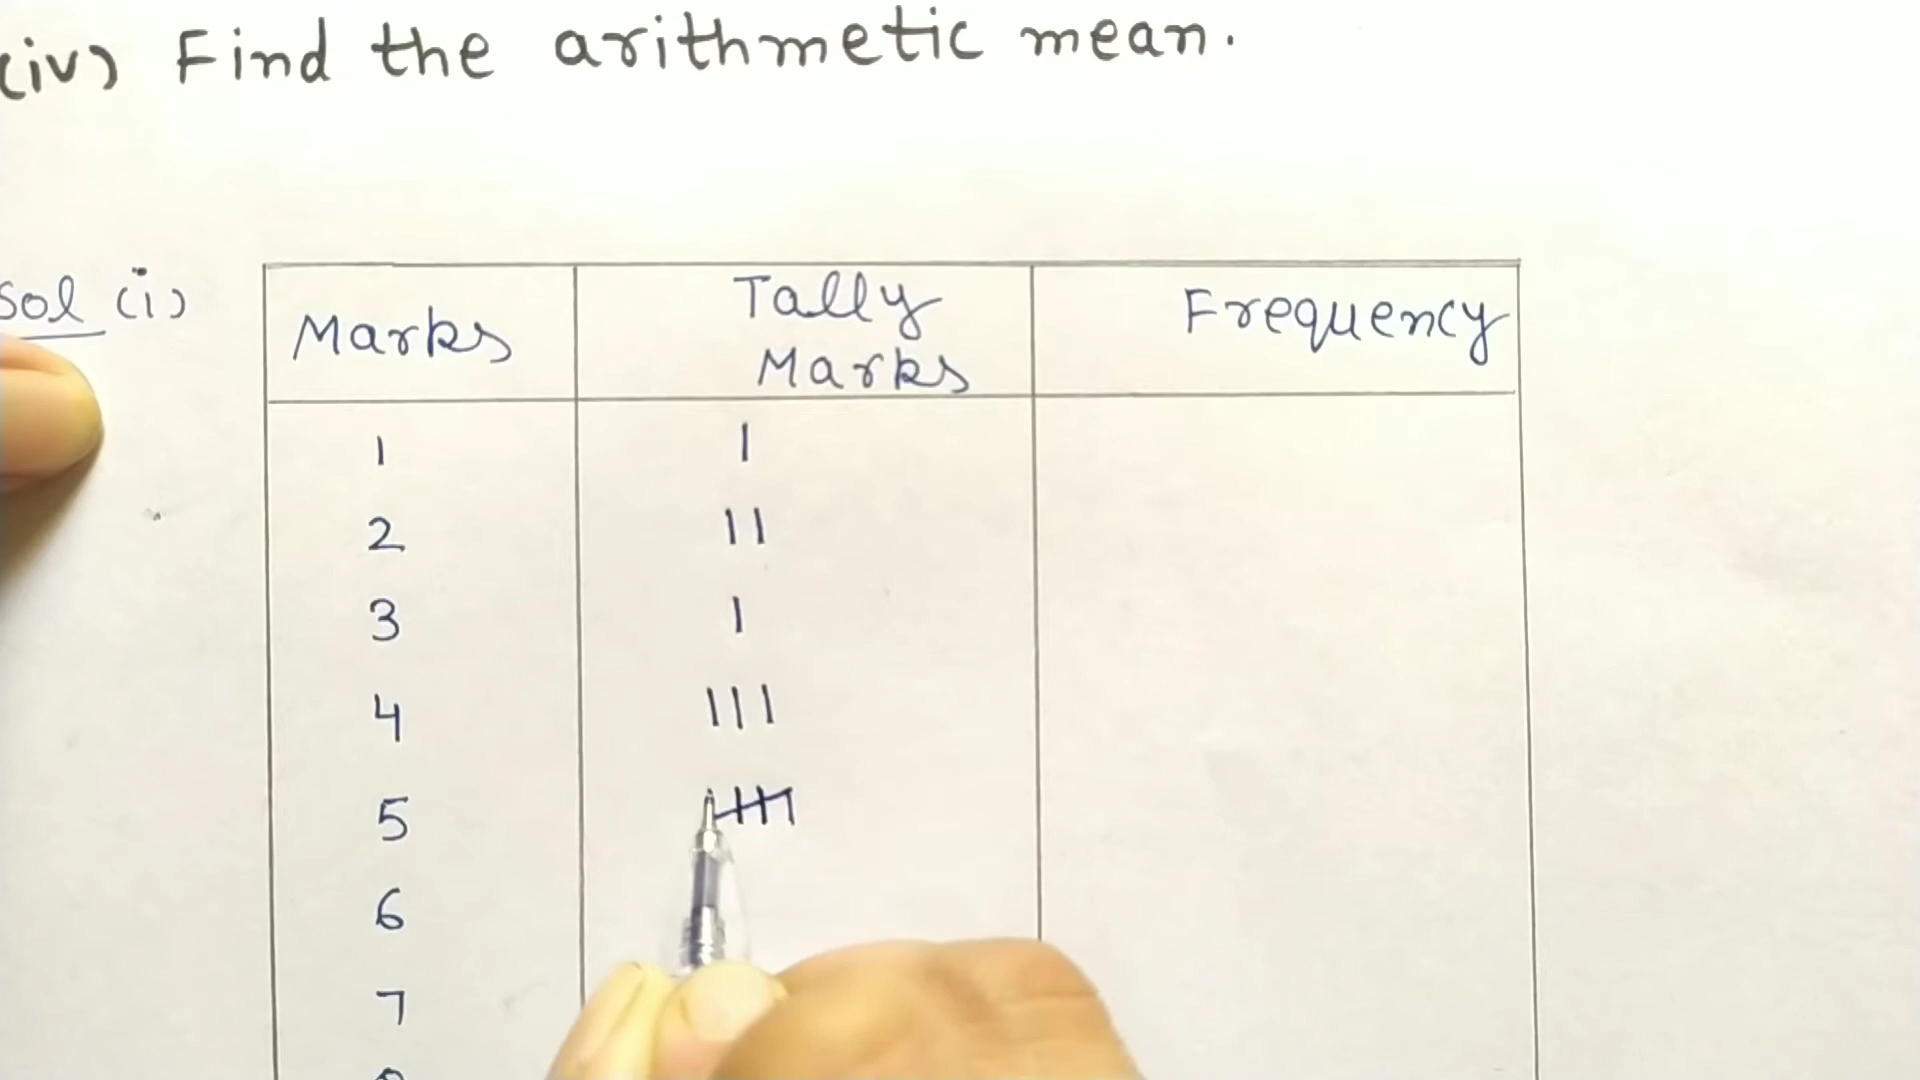 (iv) Find the arithmetic mean.
Sol (i)
Marks Tally Marks Frequency
1 |
2 ||
3 |
4 |||
5
6
7